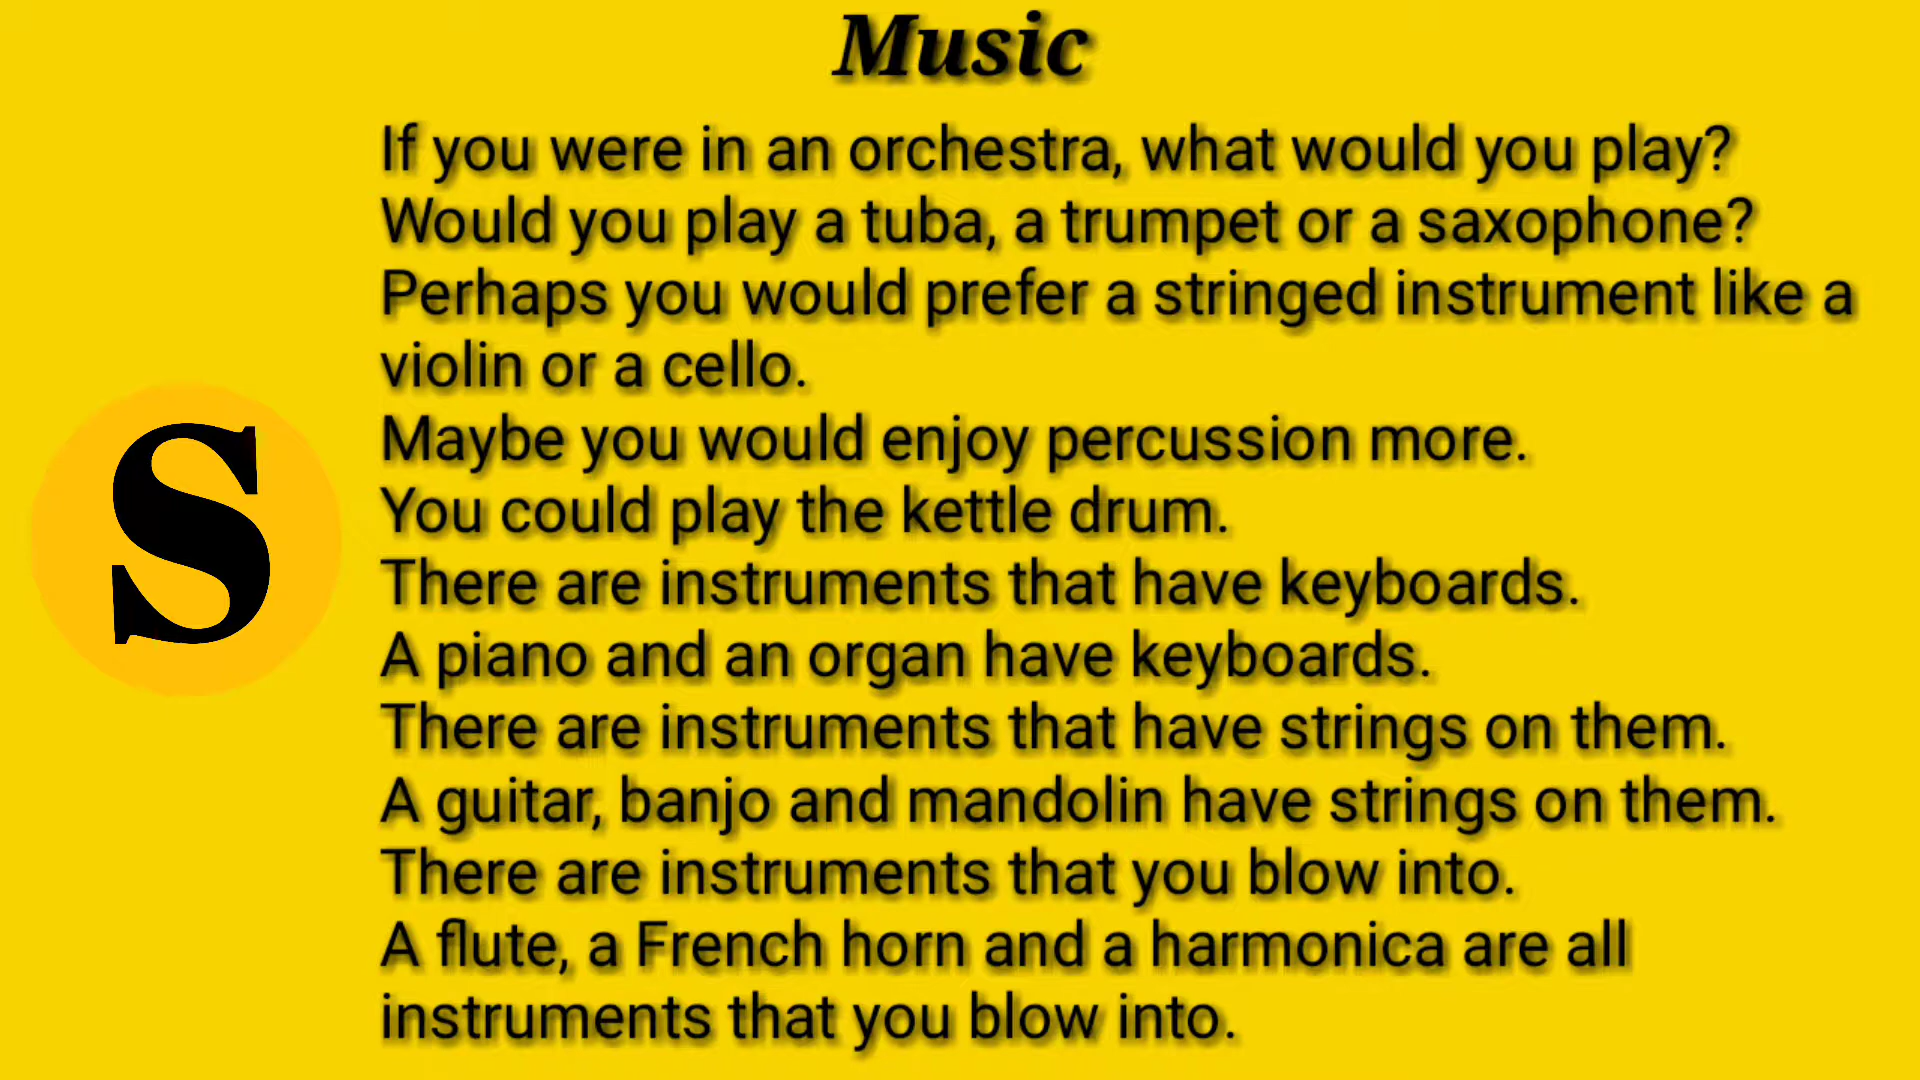 Music
If you were in an orchestra, what would you play?
Would you play a tuba, a trumpet or a saxophone?
Perhaps you would prefer a stringed instrument like a
violin or a cello.
Maybe you would enjoy percussion more.
You could play the kettle drum.
There are instruments that have keyboards.
A piano and an organ have keyboards.
There are instruments that have strings on them.
A guitar, banjo and mandolin have strings on them.
There are instruments that you blow into.
A flute, a French horn and a harmonica are all
instruments that you blow into.
S